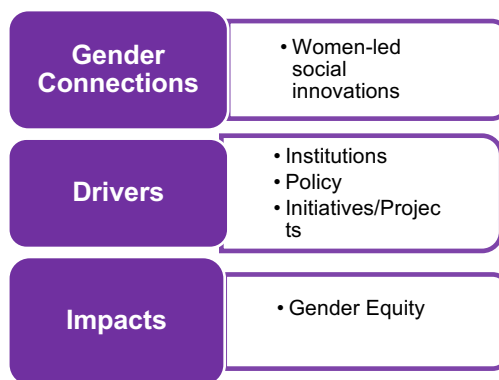 Gender
Connections
• Women-led
social
innovations
Drivers
• Institutions
• Policy
• Initiatives/Projec
ts
Impacts
• Gender Equity